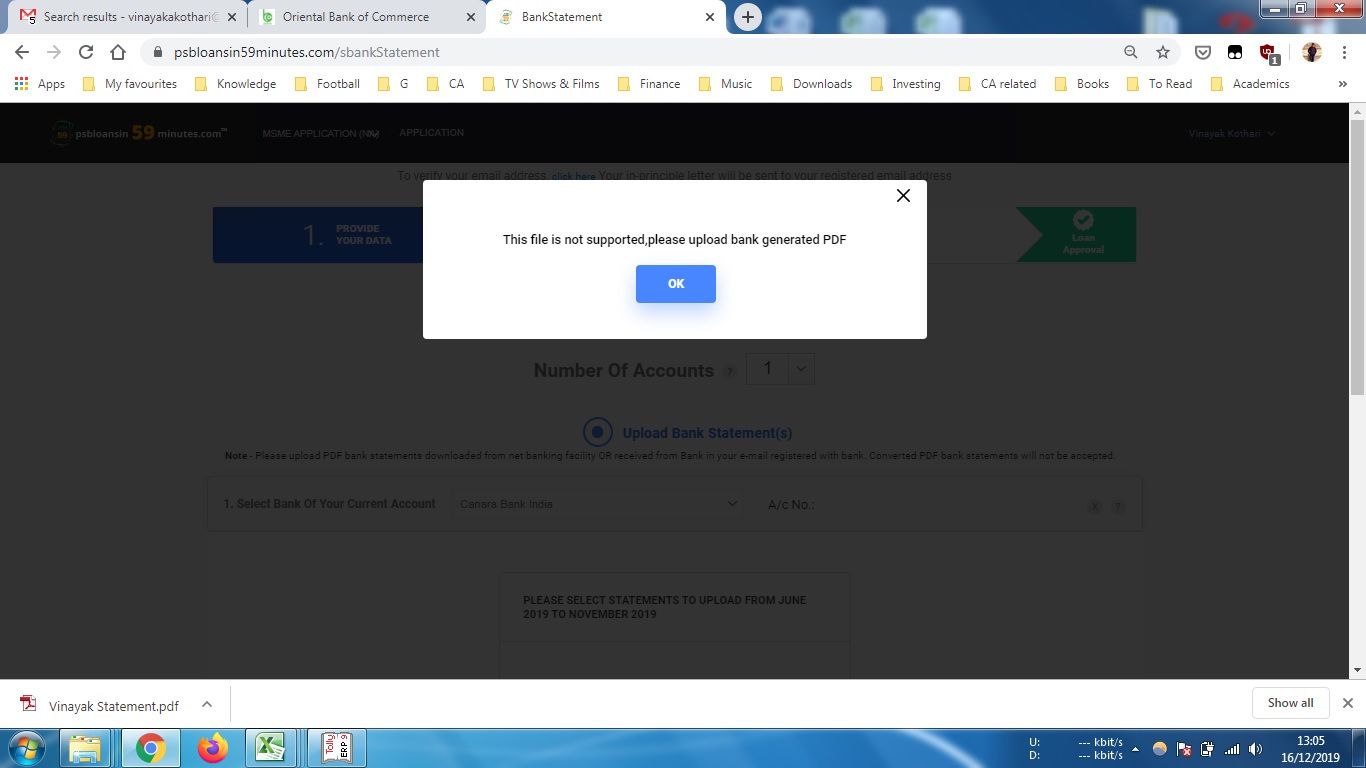 Search results - vinayakakothari@
Oriental Bank of Commerce
BankStatement
psbloansin59minutes.com/sbankStatement
1
Apps
My favourites
Knowledge
Football
G
CA
TV Shows & Films
Finance
Music
Downloads
Investing
CA related
Books
To Read
Academics
»
59 psbloansin 59 minutes.com™
MSME APPLICATION
APPLICATION
Vinayak Kothari
To verify your email address, click here Your in-principle letter will be sent to your registered email address
1. PROVIDE
YOUR DATA
Loan
Approval
This file is not supported,please upload bank generated PDF
OK
Number Of Accounts ? 1
Upload Bank Statement(s)
Note - Please upload PDF bank statements downloaded from net banking facility OR received from Bank in your e-mail registered with bank. Converted PDF bank statements will not be accepted.
1. Select Bank Of Your Current Account
Canara Bank India
A/c No.:
X ?
PLEASE SELECT STATEMENTS TO UPLOAD FROM JUNE
2019 TO NOVEMBER 2019
Vinayak Statement.pdf
Show all
Tally
ERP 9
U: --- kbit/s
D: --- kbit/s
13:05
16/12/2019